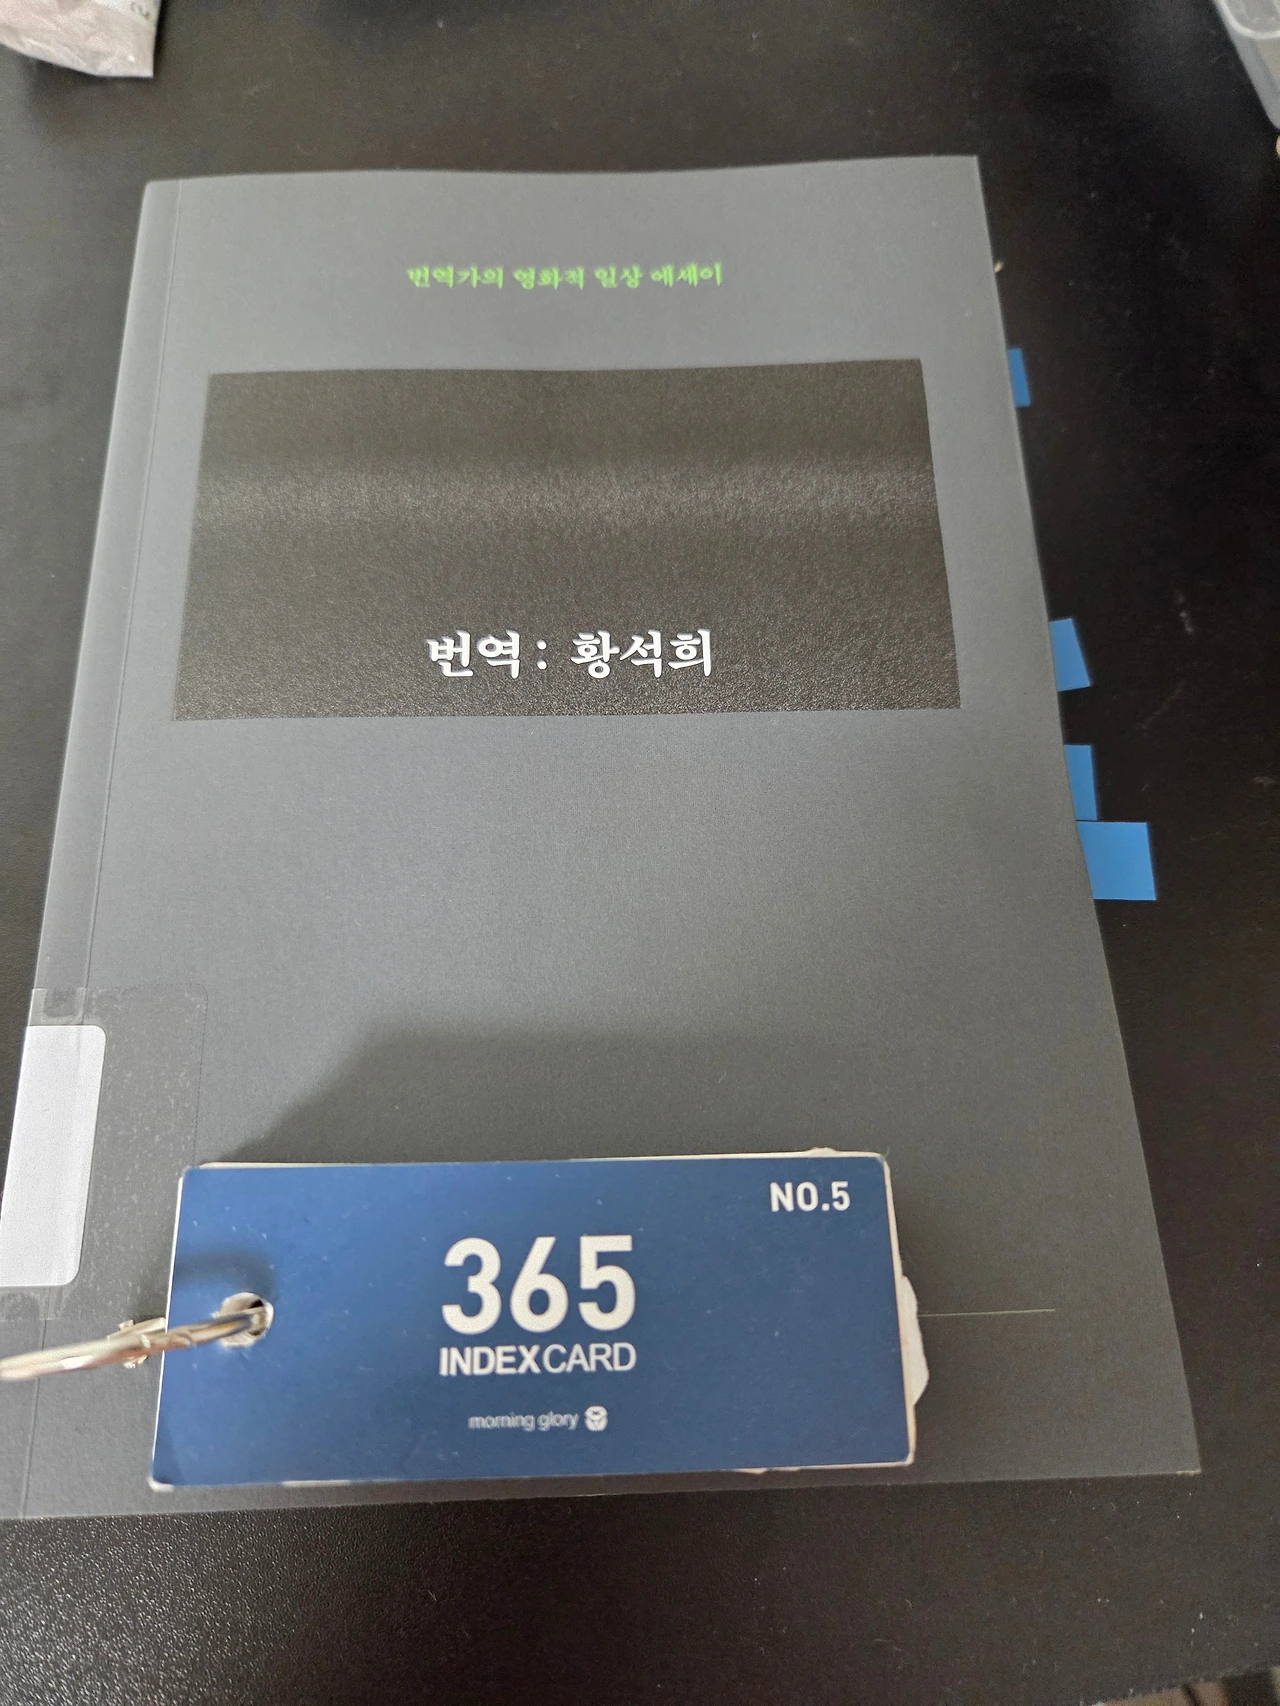 번역가의 영화적 일상 에세이
번역: 황석희
NO.5
365
INDEXCARD
morning glory